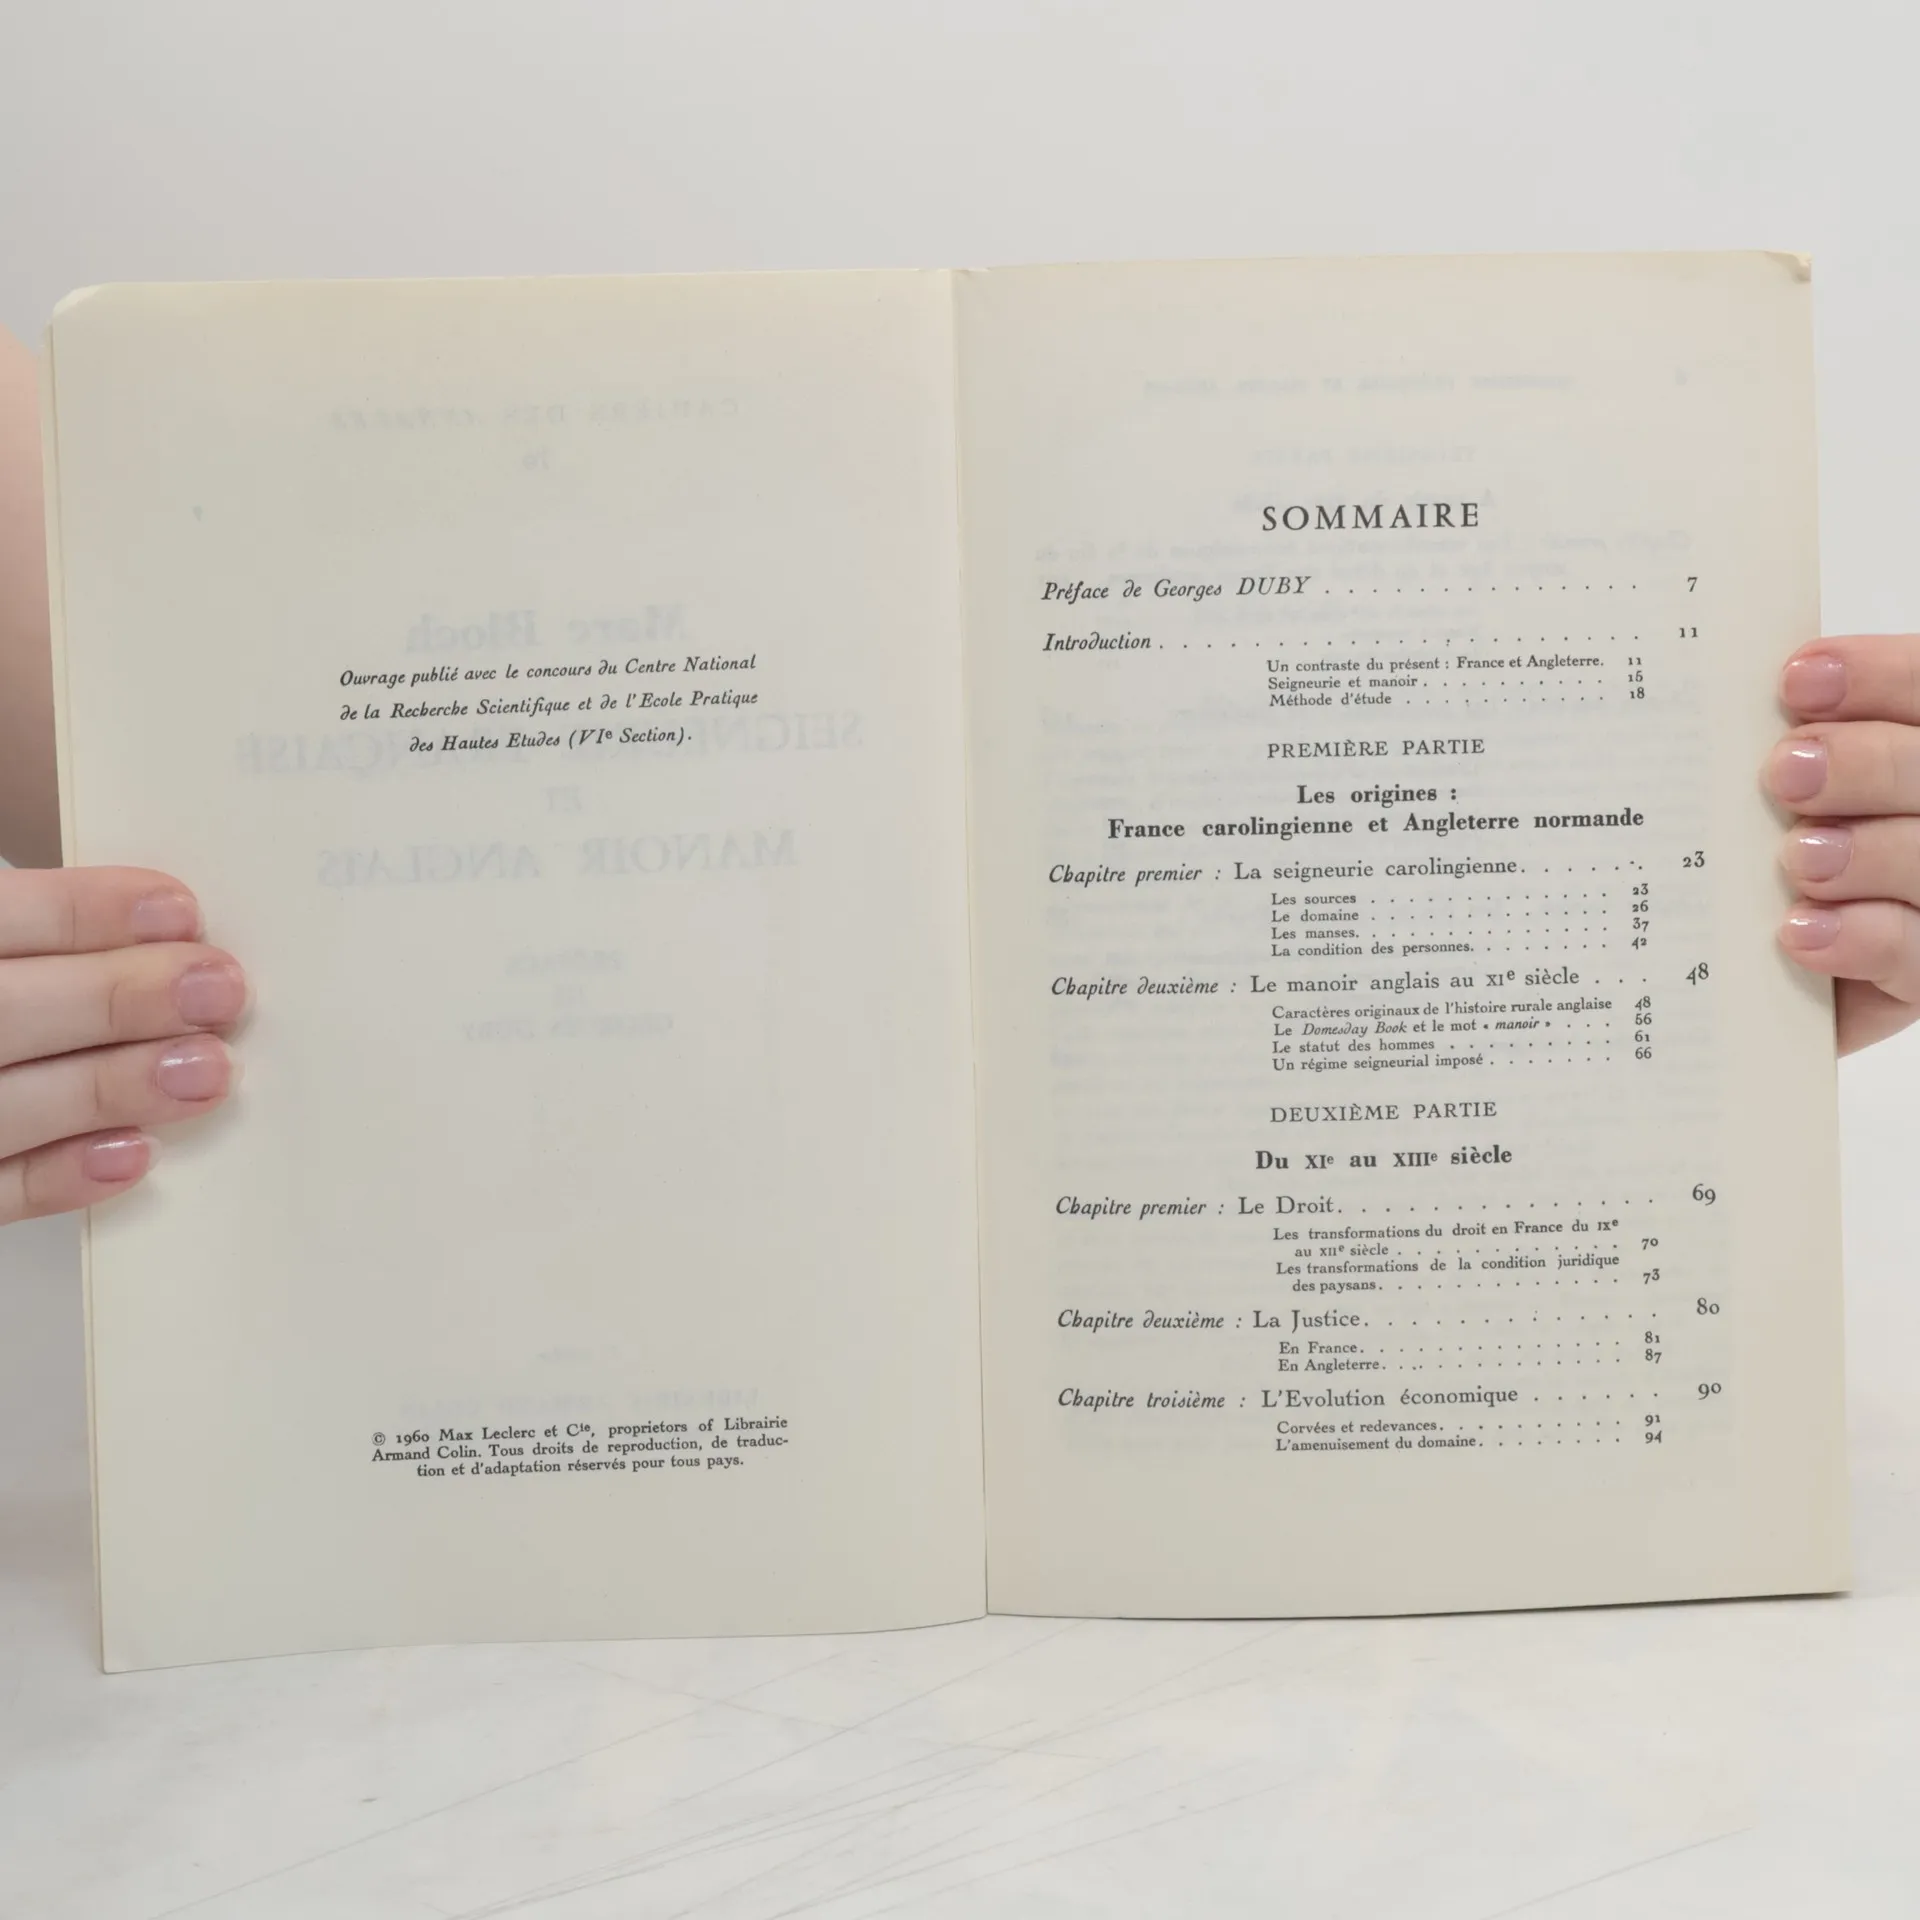 Ouvrage publié avec le concours du Centre National
de la Recherche Scientifique et de l'Ecole Pratique
des Hautes Etudes (VIe Section).
© 1960 Max Leclerc et Cie, proprietors of Librairie
Armand Colin. Tous droits de reproduction, de traduc-
tion et d'adaptation réservés pour tous pays.
SOMMAIRE
Préface de Georges DUBY . . . . . . . . . . . . . . 7
Introduction . . . . . . . . . . . . . . . . . . . . . 11
Un contraste du présent : France et Angleterre. 11
Seigneurie et manoir . . . . . . . . . . 16
Méthode d'étude . . . . . . . . . . . 18
PREMIÈRE PARTIE
Les origines :
France carolingienne et Angleterre normande
Chapitre premier : La seigneurie carolingienne. . . . . . . 23
Les sources . . . . . . . . . . . . . 23
Le domaine . . . . . . . . . . . . . 26
Les manses. . . . . . . . . . . . . . 37
La condition des personnes. . . . . . . . 42
Chapitre deuxième : Le manoir anglais au XIe siècle . . . 48
Caractères originaux de l'histoire rurale anglaise 48
Le Domesday Book et le mot « manoir » . . . 56
Le statut des hommes . . . . . . . . . 61
Un régime seigneurial imposé . . . . . . . 66
DEUXIÈME PARTIE
Du XIe au XIIIe siècle
Chapitre premier : Le Droit. . . . . . . . . . . . . . 69
Les transformations du droit en France du IXe
au XIIe siècle . . . . . . . . . . . . 70
Les transformations de la condition juridique
des paysans. . . . . . . . . . . . . 73
Chapitre deuxième : La Justice. . . . . . . . . . . . . 80
En France. . . . . . . . . . . . . . 81
En Angleterre. . . . . . . . . . . . . 87
Chapitre troisième : L'Evolution économique . . . . . . 90
Corvées et redevances. . . . . . . . . . 91
L'amenuisement du domaine. . . . . . . . 94